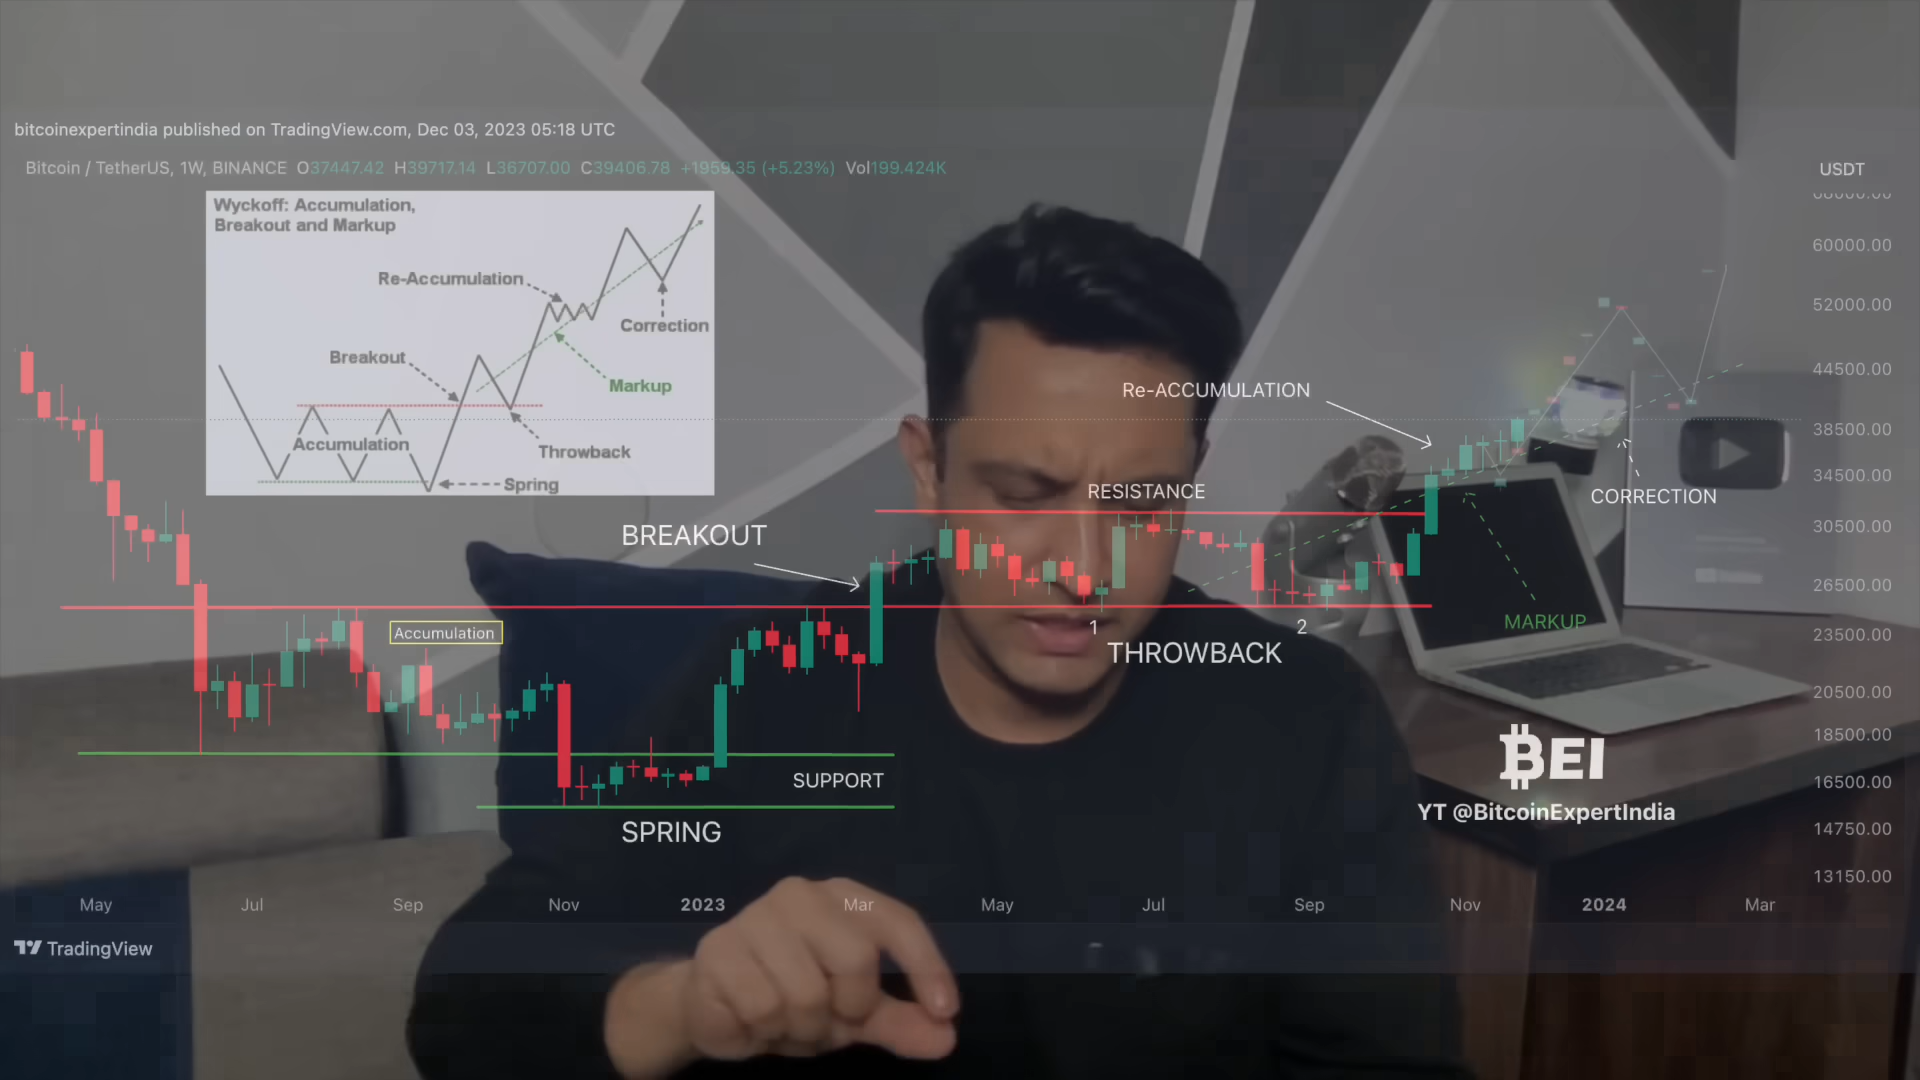 bitcoinexpertindia published on TradingView.com, Dec 03, 2023 05:18 UTC
Bitcoin / TetherUS, 1W, BINANCE O37447.42 H39717.14 L36707.00 C39406.78 +1959.35 (+5.23%) Vol199.424K
USDT
Wyckoff: Accumulation,
Breakout and Markup
Re-Accumulation
Correction
Breakout
Markup
Accumulation
Throwback
Spring
60000.00
52000.00
44500.00
38500.00
34500.00
30500.00
26500.00
23500.00
20500.00
18500.00
16500.00
14750.00
13150.00
Re-ACCUMULATION
RESISTANCE
CORRECTION
BREAKOUT
MARKUP
Accumulation
1
2
THROWBACK
SUPPORT
SPRING
BEI
YT @BitcoinExpertIndia
May Jul Sep Nov 2023 Mar May Jul Sep Nov 2024 Mar
TradingView